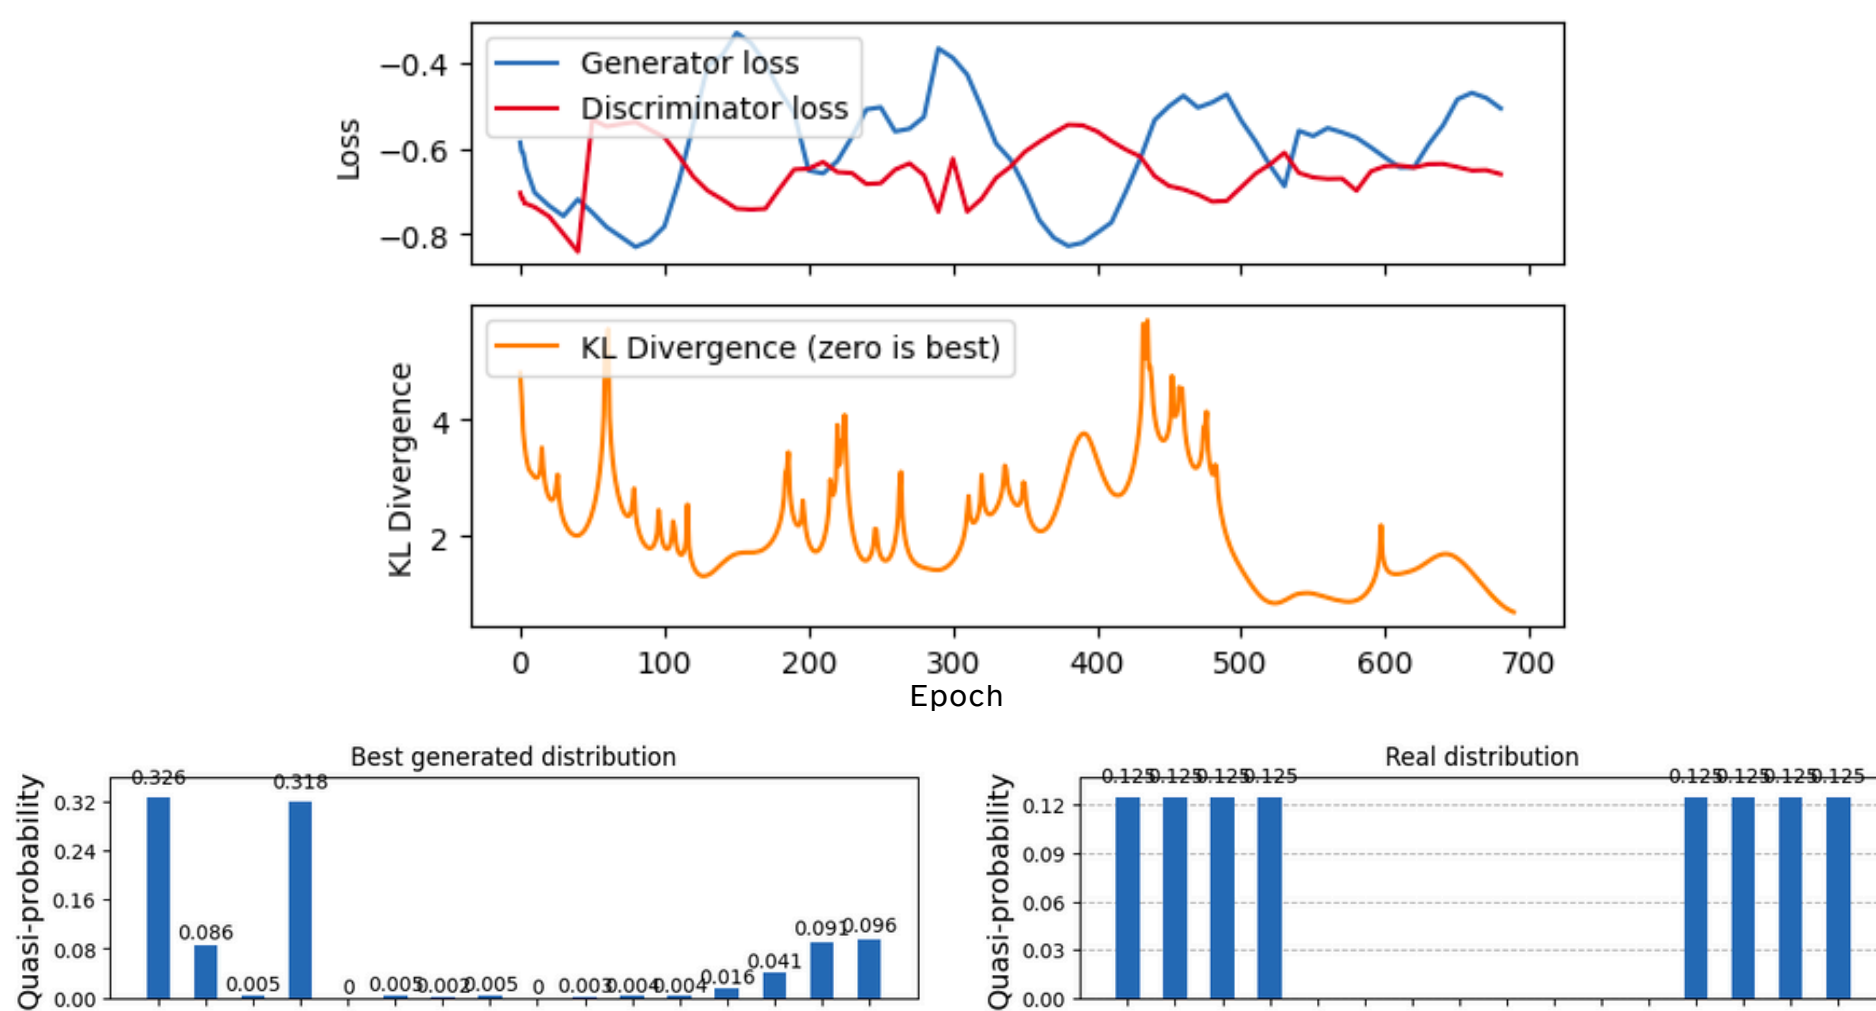 Loss
−0.4
−0.6
−0.8
Generator loss
Discriminator loss
KL Divergence
4
2
KL Divergence (zero is best)
0 100 200 300 400 500 600 700
Epoch
Best generated distribution
Quasi-probability
0.32
0.24
0.16
0.08
0.00
0.326 0.086 0.005 0.318 0 0.005 0.002 0.005 0 0.003 0.004 0.004 0.016 0.041 0.091 0.096
Real distribution
Quasi-probability
0.12
0.09
0.06
0.03
0.00
0.125 0.125 0.125 0.125 0.125 0.125 0.125 0.125